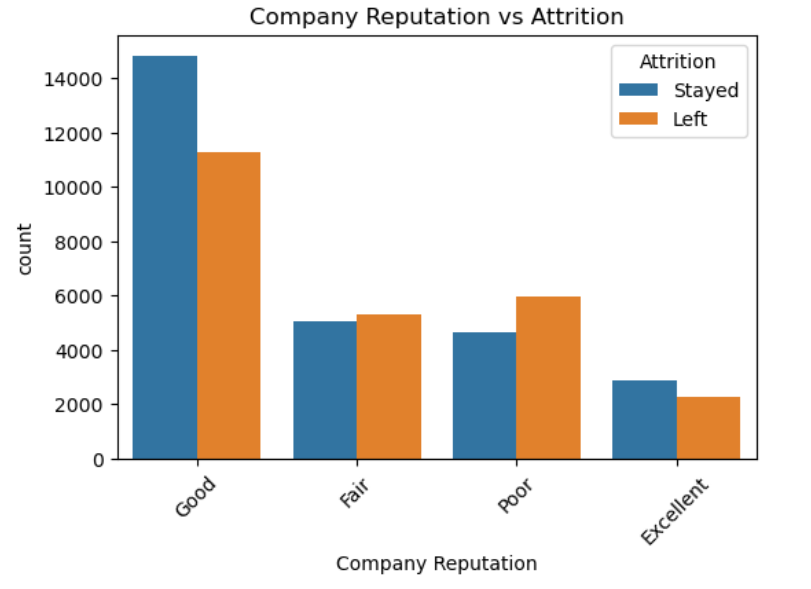 Company Reputation vs Attrition
Attrition
Stayed
Left
14000
12000
10000
8000
6000
4000
2000
0
count
Good
Fair
Poor
Excellent
Company Reputation